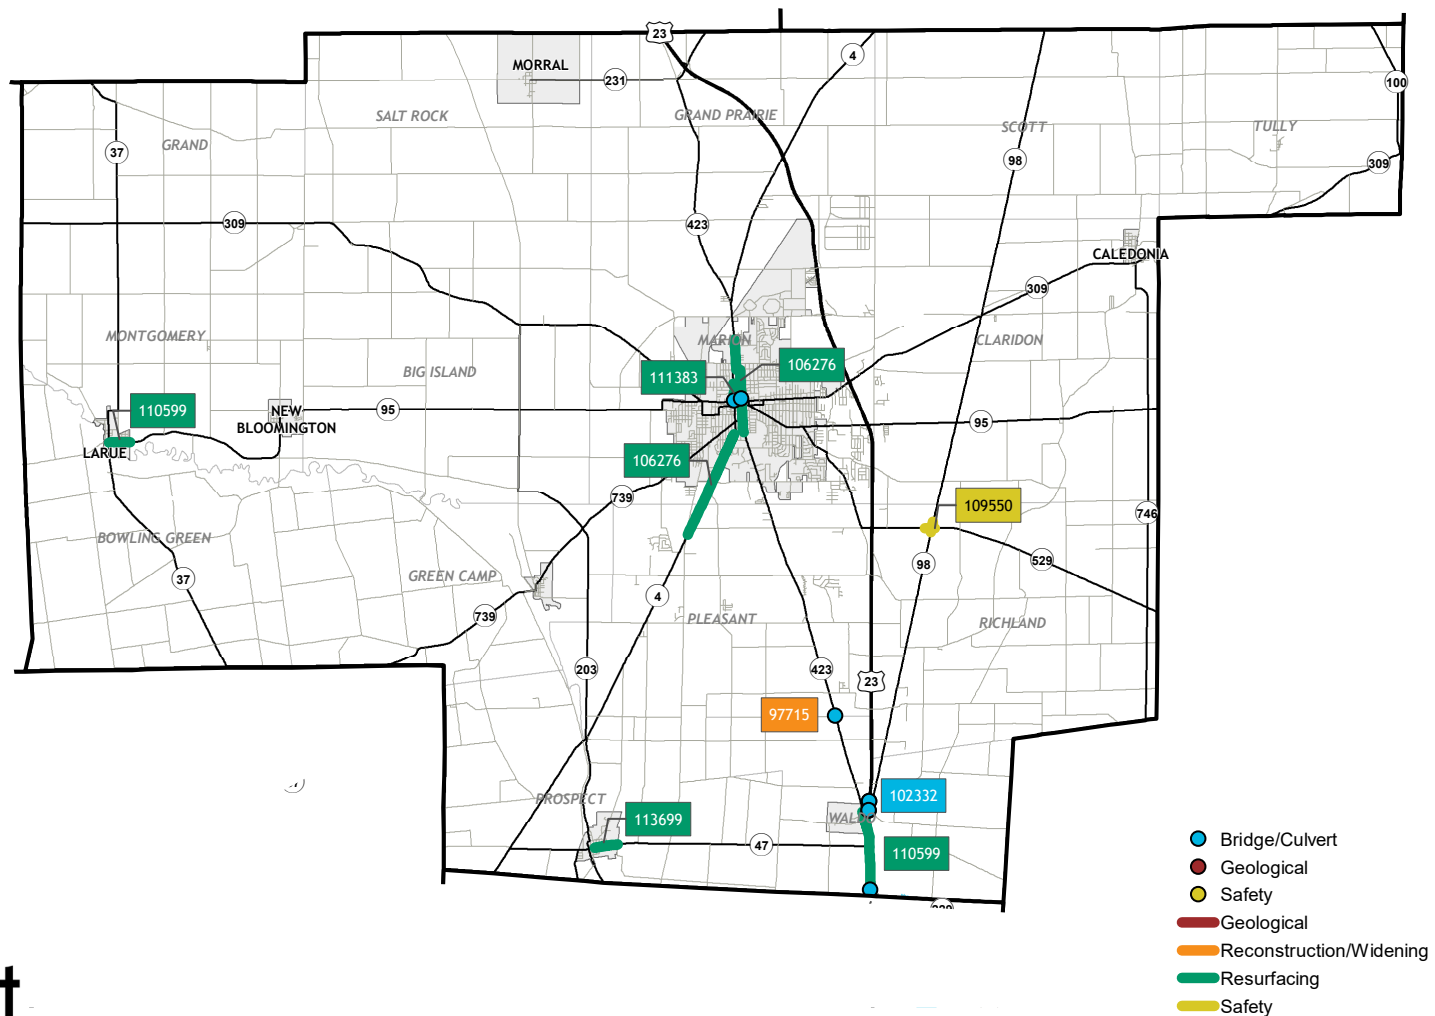 23
4
MORRAL
231
100
SALT ROCK
GRAND PRAIRIE
SCOTT
TULLY
GRAND
37
98
309
309
423
CALEDONIA
309
MONTGOMERY
MARION
CLARIDON
BIG ISLAND
111383
106276
110599
NEW
BLOOMINGTON
95
95
LARUE
106276
739
109550
746
BOWLING GREEN
37
GREEN CAMP
98
529
4
739
PLEASANT
RICHLAND
203
423
23
97715
PROSPECT
102332
113699
47
110599
Bridge/Culvert
Geological
Safety
Geological
Reconstruction/Widening
Resurfacing
Safety